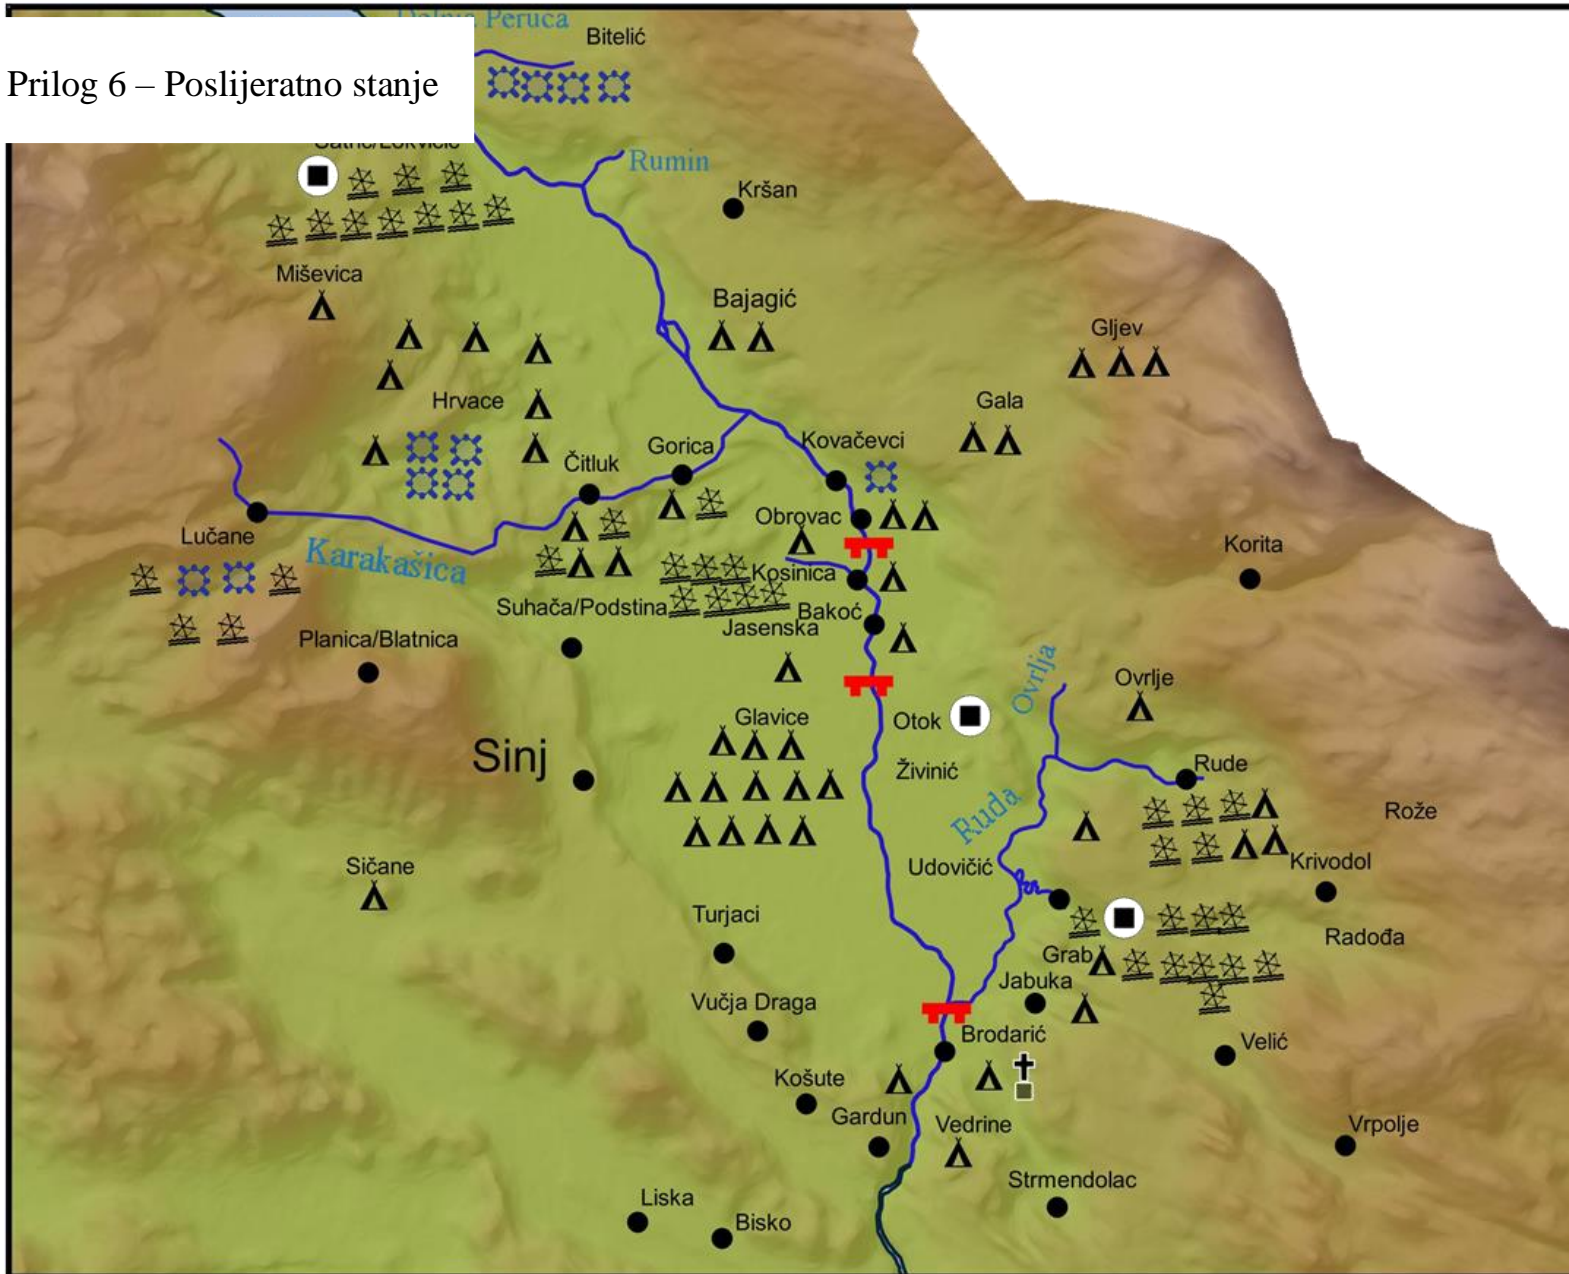 Peruca
Bitelić
Prilog 6 – Poslijeratno stanje
Rumin
Kršan
Miševica
Bajagić
Gljev
Hrvace
Gala
Kovačevci
Gorica
Čitluk
Obrovac
Lučane
Karakašica
Korita
Kosinica
Suhača/Podstina
Bakoć
Jasenska
Planica/Blatnica
Ovrlja
Ovrlje
Glavice
Otok
Sinj
Živinić
Rude
Ruda
Rože
Sičane
Udovičić
Krivodol
Turjaci
Radođa
Grab
Jabuka
Vučja Draga
Brodarić
Velić
Košute
Gardun
Vedrine
Vrpolje
Strmendolac
Liska
Bisko